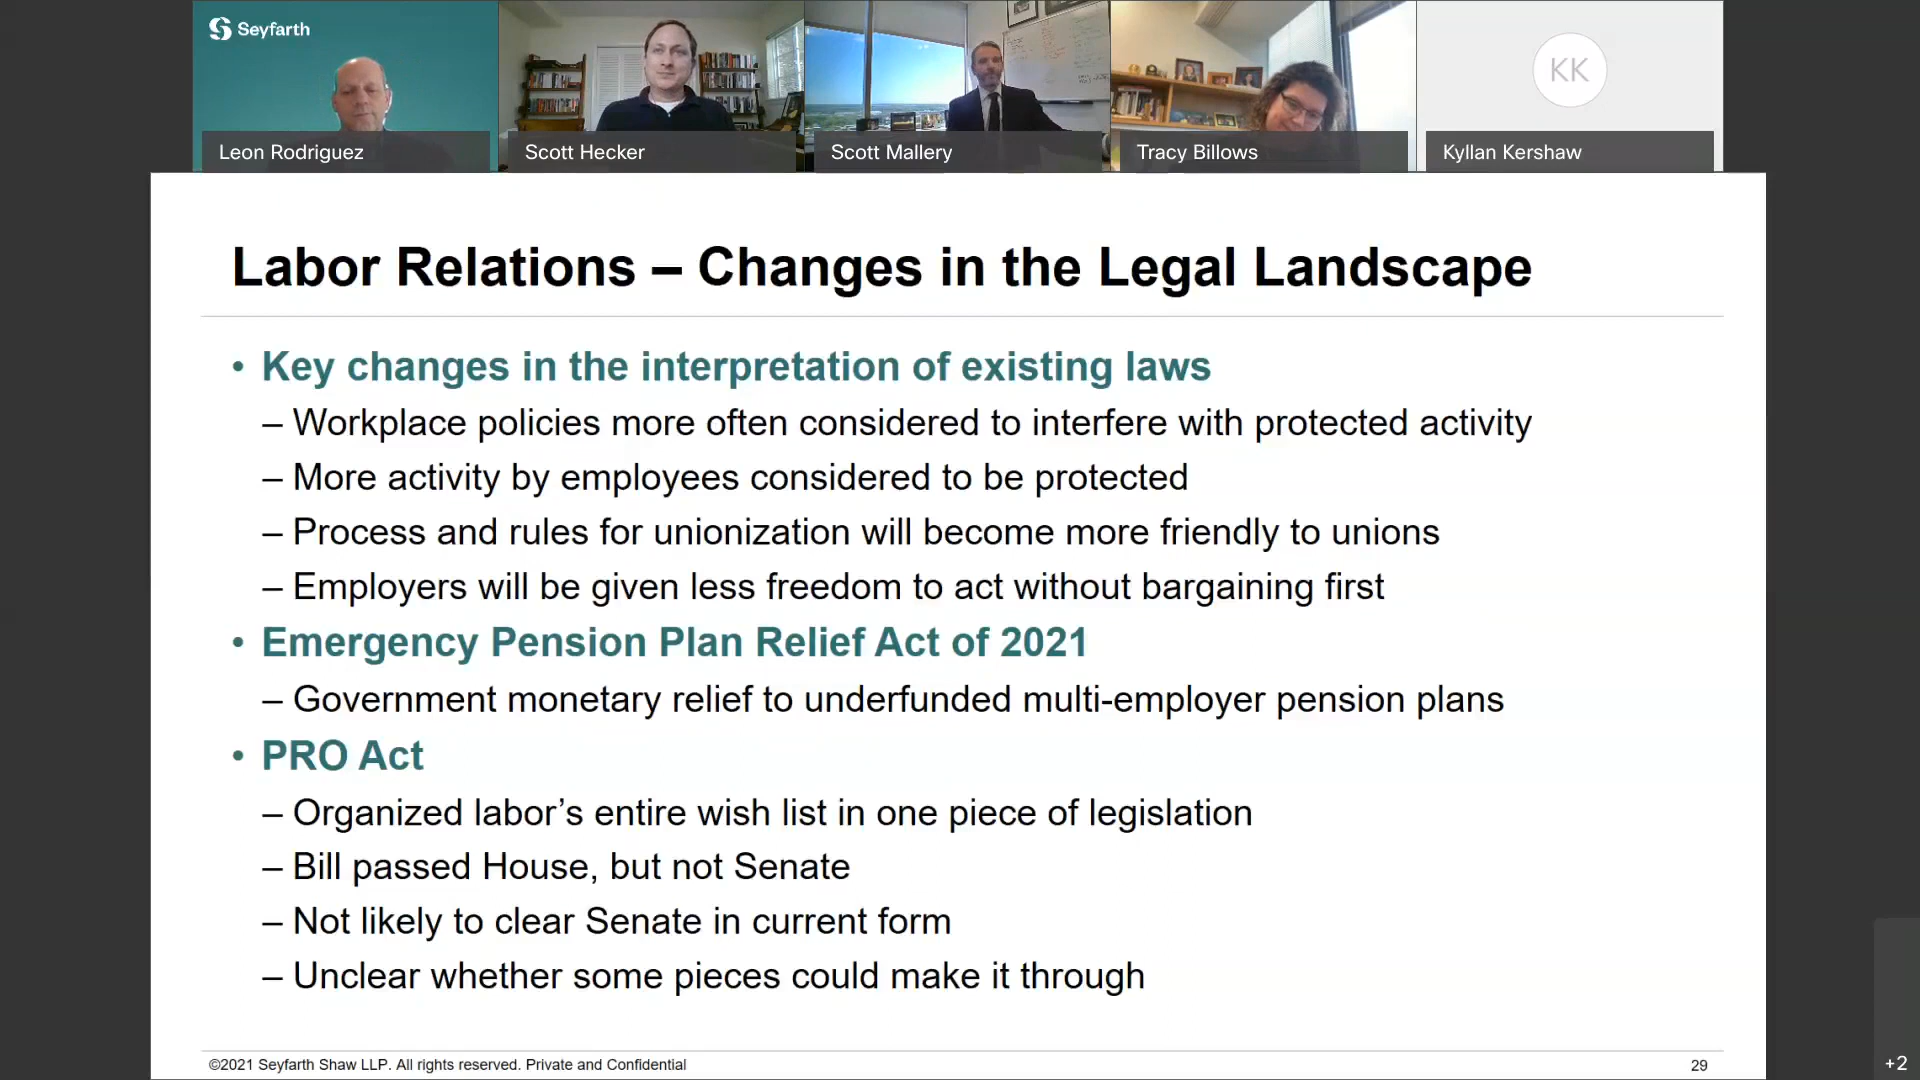 Seyfarth
Leon Rodriguez
Scott Hecker
Scott Mallery
Tracy Billows
KK
Kyllan Kershaw
Labor Relations – Changes in the Legal Landscape
• Key changes in the interpretation of existing laws
– Workplace policies more often considered to interfere with protected activity
– More activity by employees considered to be protected
– Process and rules for unionization will become more friendly to unions
– Employers will be given less freedom to act without bargaining first
• Emergency Pension Plan Relief Act of 2021
– Government monetary relief to underfunded multi-employer pension plans
• PRO Act
– Organized labor’s entire wish list in one piece of legislation
– Bill passed House, but not Senate
– Not likely to clear Senate in current form
– Unclear whether some pieces could make it through
©2021 Seyfarth Shaw LLP. All rights reserved. Private and Confidential
29
+2